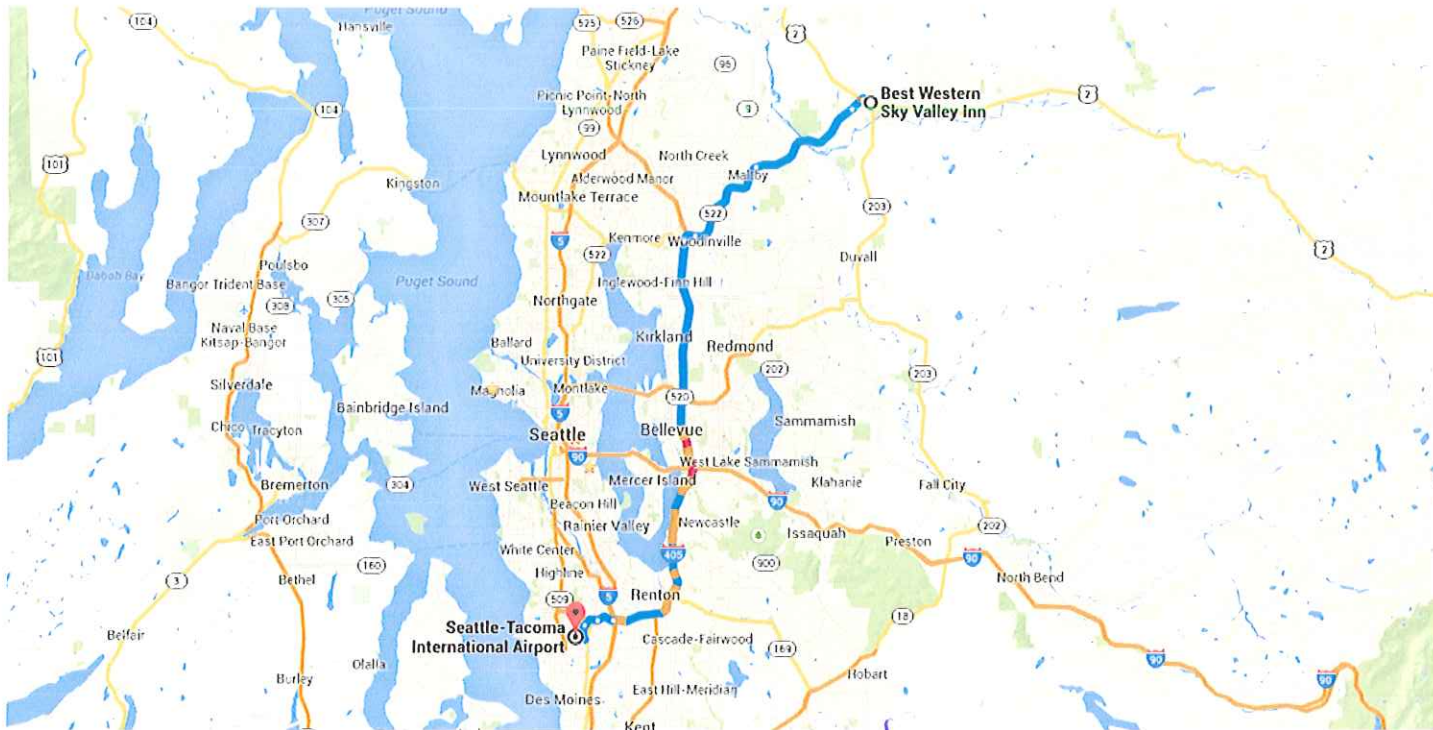 Puget Sound
104
Hansville
525
526
2
Paine Field-Lake
Stickney
96
104
Picnic Point-North
Lynnwood
9
Best Western
Sky Valley Inn
2
99
101
Lynnwood
North Creek
Maltby
Kingston
Alderwood Manor
Mountlake Terrace
203
307
522
5
Kenmore
Woodinville
522
2
Poulsbo
Duvall
Bangor Trident Base
Puget Sound
Inglewood-Finn Hill
308
305
Northgate
Naval Base
Kitsap-Bangor
Ballard
Kirkland
Redmond
101
University District
202
203
Silverdale
Magnolia
Montlake
520
Bainbridge Island
5
Sammamish
Chico
Tracyton
Seattle
Bellevue
90
West Lake Sammamish
304
Bremerton
West Seattle
Mercer Island
Klahanie
Fall City
90
Beacon Hill
Port Orchard
Rainier Valley
Newcastle
Issaquah
202
East Port Orchard
Preston
White Center
405
900
90
160
Highline
North Bend
3
Bethel
509
5
Renton
18
Seattle-Tacoma
International Airport
Belfair
Cascade-Fairwood
169
90
Olalla
Hobart
90
Burley
East Hill-Meridian
Des Moines
Kent